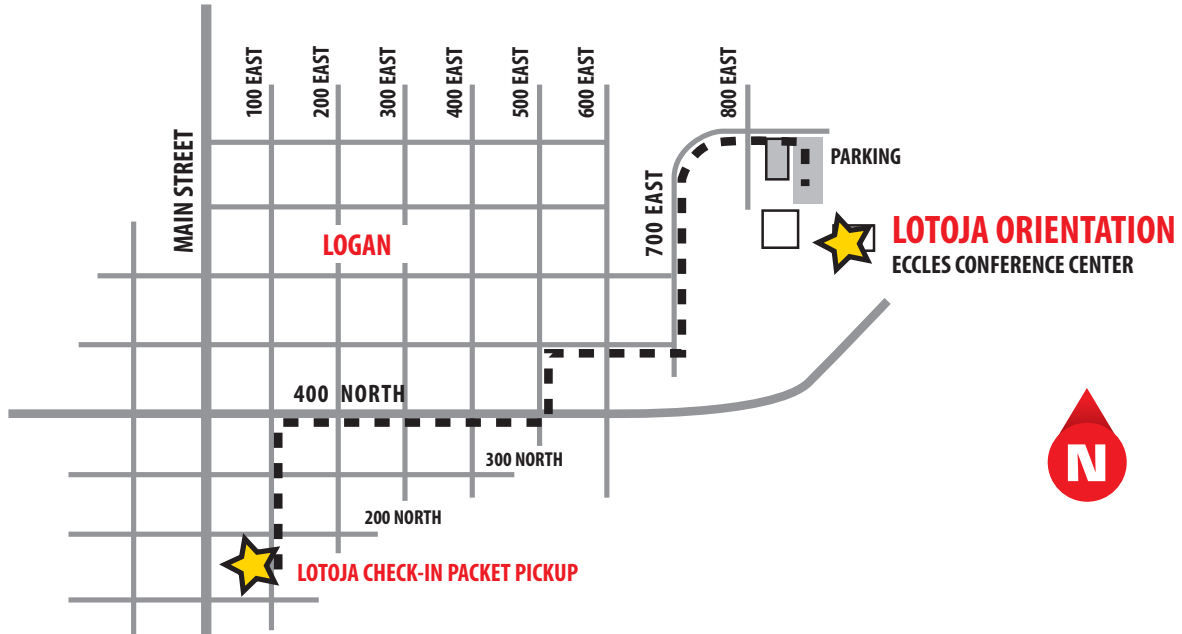 100 EAST
200 EAST
300 EAST
400 EAST
500 EAST
600 EAST
800 EAST
MAIN STREET
700 EAST
PARKING
LOGAN
LOTOJA ORIENTATION
ECCLES CONFERENCE CENTER
400 NORTH
300 NORTH
N
200 NORTH
LOTOJA CHECK-IN PACKET PICKUP